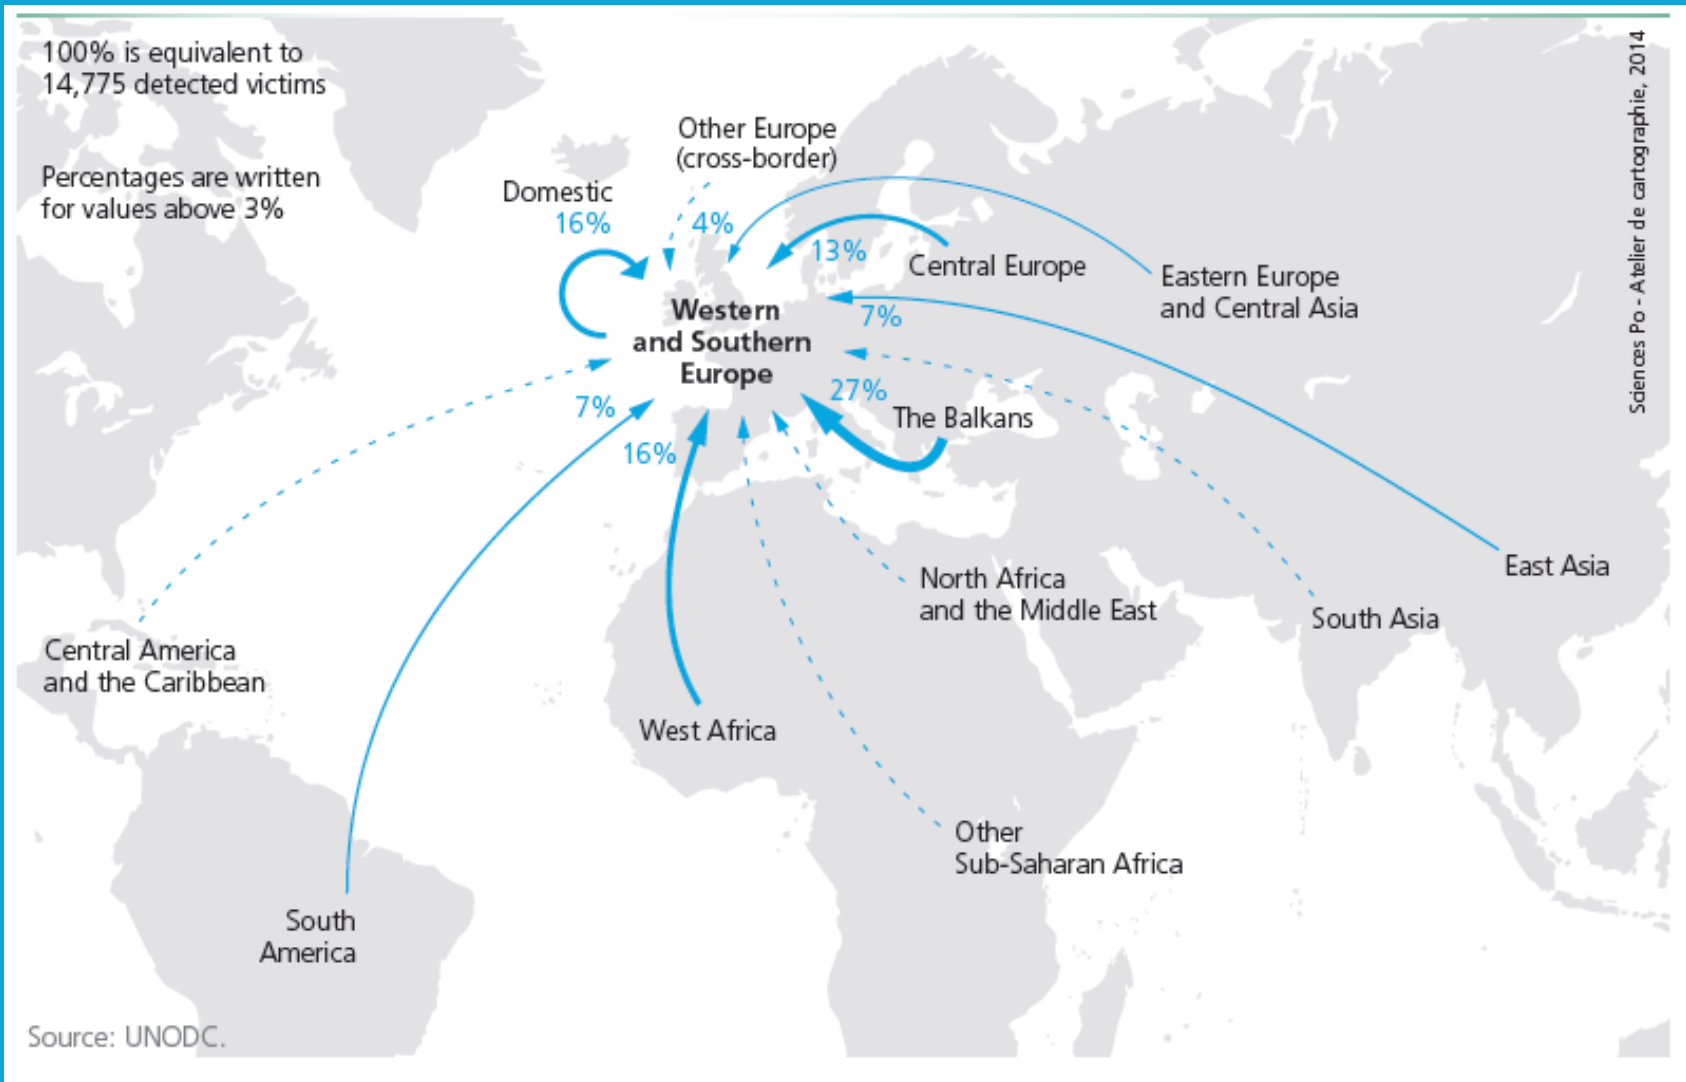 100% is equivalent to
14,775 detected victims
Percentages are written
for values above 3%
Sciences Po - Atelier de cartographie, 2014
Other Europe
(cross-border)
Domestic
16%
4%
13%
Central Europe
Eastern Europe
and Central Asia
Western
and Southern
Europe
7%
27%
The Balkans
7%
16%
East Asia
North Africa
and the Middle East
South Asia
Central America
and the Caribbean
West Africa
Other
Sub-Saharan Africa
South
America
Source: UNODC.